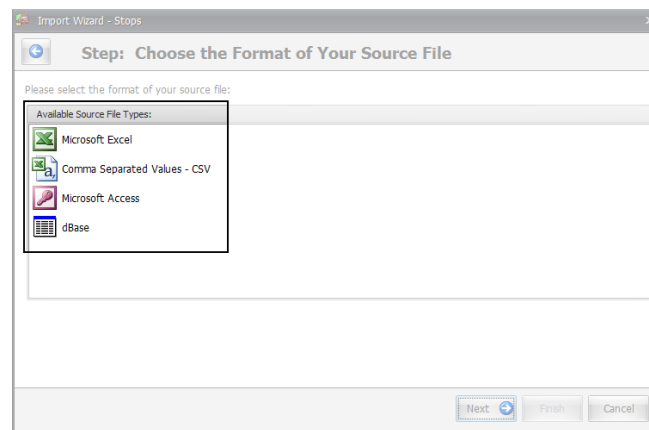 Import Wizard - Stops
Step: Choose the Format of Your Source File
Please select the format of your source file:
Available Source File Types:
Microsoft Excel
Comma Separated Values - CSV
Microsoft Access
dBase
Next
Finish
Cancel